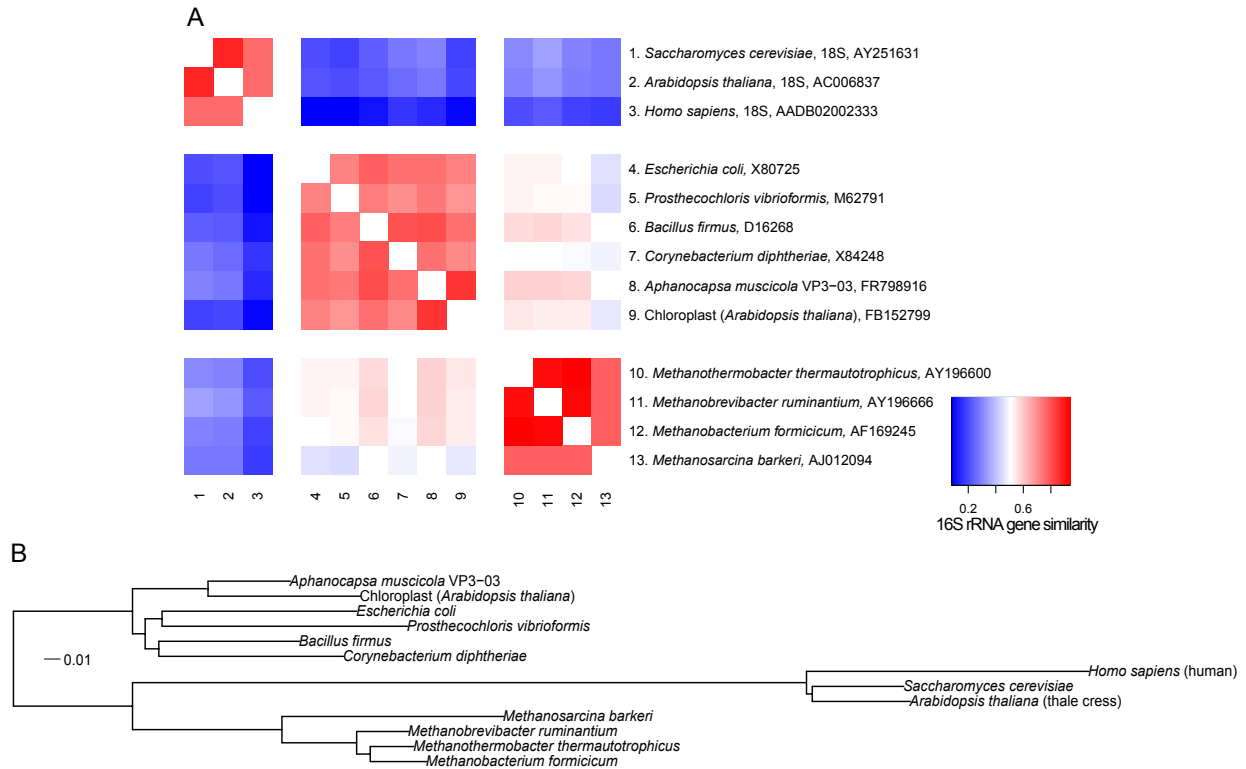 A
1. Saccharomyces cerevisiae, 18S, AY251631
2. Arabidopsis thaliana, 18S, AC006837
3. Homo sapiens, 18S, AADB02002333
4. Escherichia coli, X80725
5. Prosthecochloris vibrioformis, M62791
6. Bacillus firmus, D16268
7. Corynebacterium diphtheriae, X84248
8. Aphanocapsa muscicola VP3−03, FR798916
9. Chloroplast (Arabidopsis thaliana), FB152799
10. Methanothermobacter thermautotrophicus, AY196600
11. Methanobrevibacter ruminantium, AY196666
12. Methanobacterium formicicum, AF169245
13. Methanosarcina barkeri, AJ012094
1 2 3 4 5 6 7 8 9 10 11 12 13
0.2 0.6
16S rRNA gene similarity
B
Aphanocapsa muscicola VP3−03
Chloroplast (Arabidopsis thaliana)
Escherichia coli
Prosthecochloris vibrioformis
Bacillus firmus
Corynebacterium diphtheriae
0.01
Homo sapiens (human)
Saccharomyces cerevisiae
Arabidopsis thaliana (thale cress)
Methanosarcina barkeri
Methanobrevibacter ruminantium
Methanothermobacter thermautotrophicus
Methanobacterium formicicum